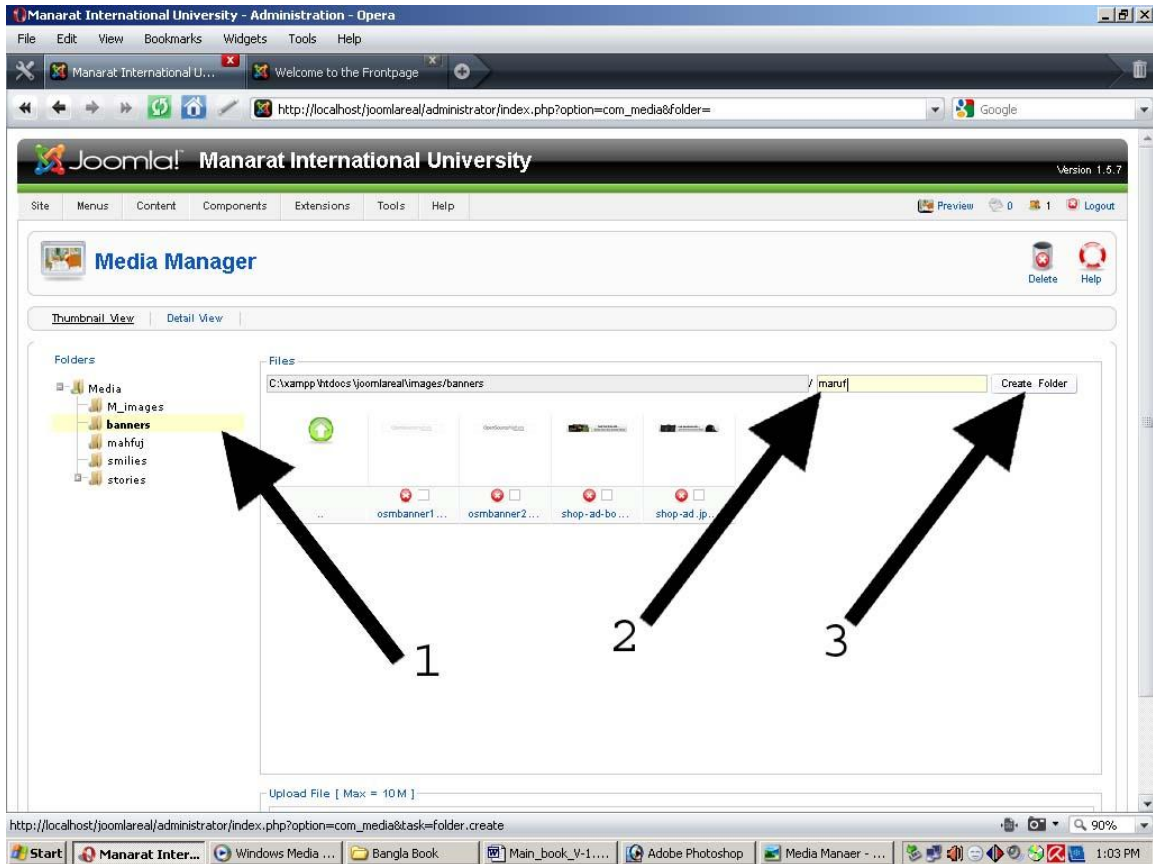 Manarat International University - Administration - Opera
File Edit View Bookmarks Widgets Tools Help
Manarat International U... Welcome to the Frontpage
http://localhost/joomlareal/administrator/index.php?option=com_media&folder= Google
Joomla! Manarat International University
Version 1.5.7
Site Menus Content Components Extensions Tools Help Preview 0 1 Logout
Media Manager
Delete Help
Thumbnail View Detail View
Folders
Media
M_images
banners
mahfuj
smilies
stories
Files
C:\xampp\htdocs\joomlareal\images/banners / maruf Create Folder
.. osmbanner1... osmbanner2... shop-ad-bo... shop-ad.jp...
1
2
3
Upload File [ Max = 10M ]
http://localhost/joomlareal/administrator/index.php?option=com_media&task=folder.create 90%
Start Manarat Inter... Windows Media ... Bangla Book Main_book_V-1.... Adobe Photoshop Media Manaer - ... 1:03 PM